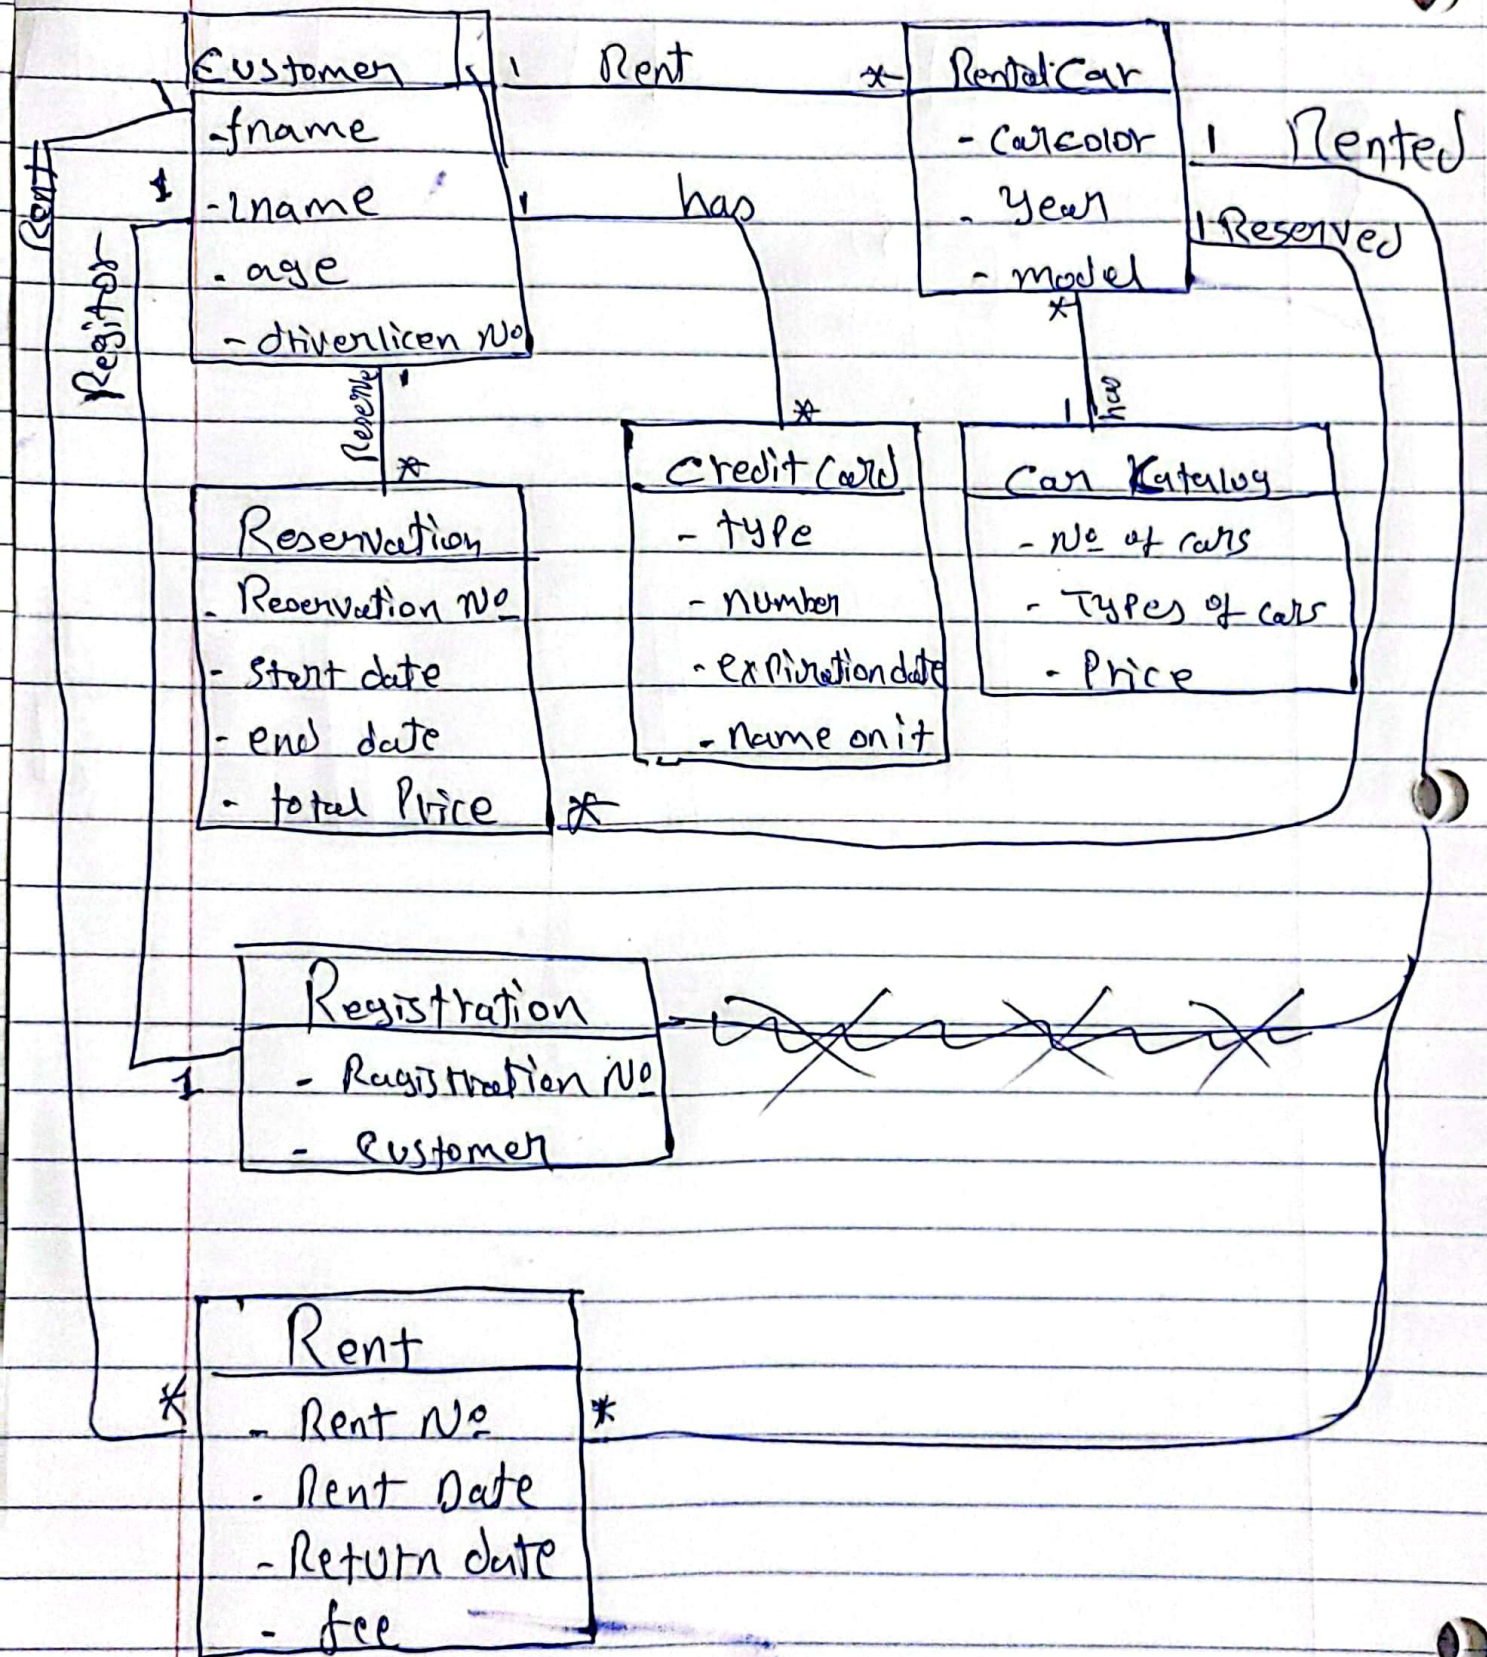 Customer
1 Rent *
RentalCar
- fname
- lname
- age
- driverlicen No
- carcolor
- year
- model
1 Rented
1 Reserved
1 has *
* has 1
Rent 1
1 Regitor
Reserve 1
*
Reservation
- Reservation No
- start date
- end date
- total Price *
Credit Card
- type
- number
- expirationdate
- name on it
Car Katalog
- No of cars
- Types of cars
- Price
Registration
- Ragistration No
- customer
1
Rent
* - Rent No *
- Rent Date
- Return date
- fee